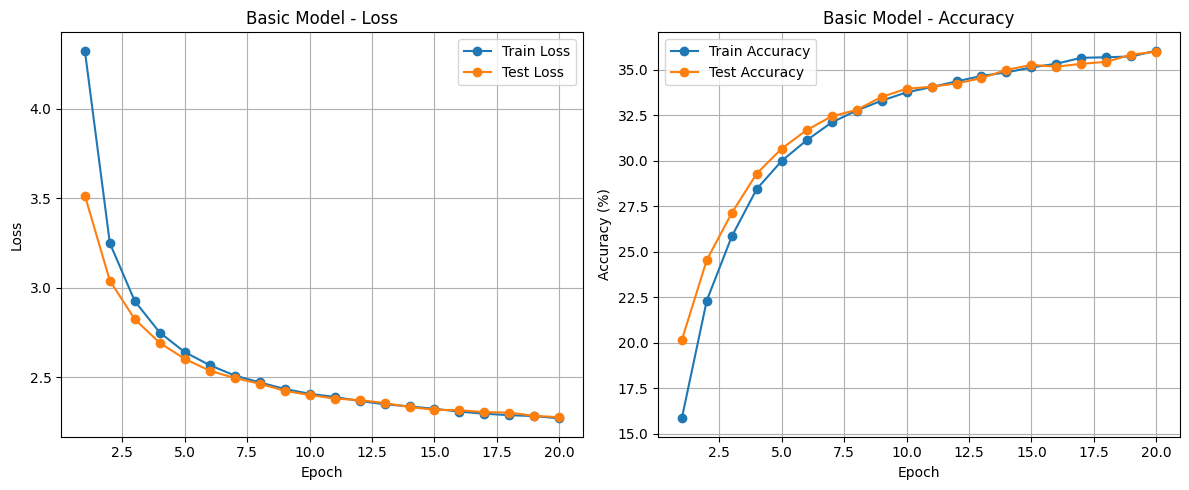 Basic Model - Loss
Train Loss
Test Loss
4.0
3.5
3.0
2.5
Loss
2.5 5.0 7.5 10.0 12.5 15.0 17.5 20.0
Epoch
Basic Model - Accuracy
Train Accuracy
Test Accuracy
35.0
32.5
30.0
27.5
25.0
22.5
20.0
17.5
15.0
Accuracy (%)
2.5 5.0 7.5 10.0 12.5 15.0 17.5 20.0
Epoch